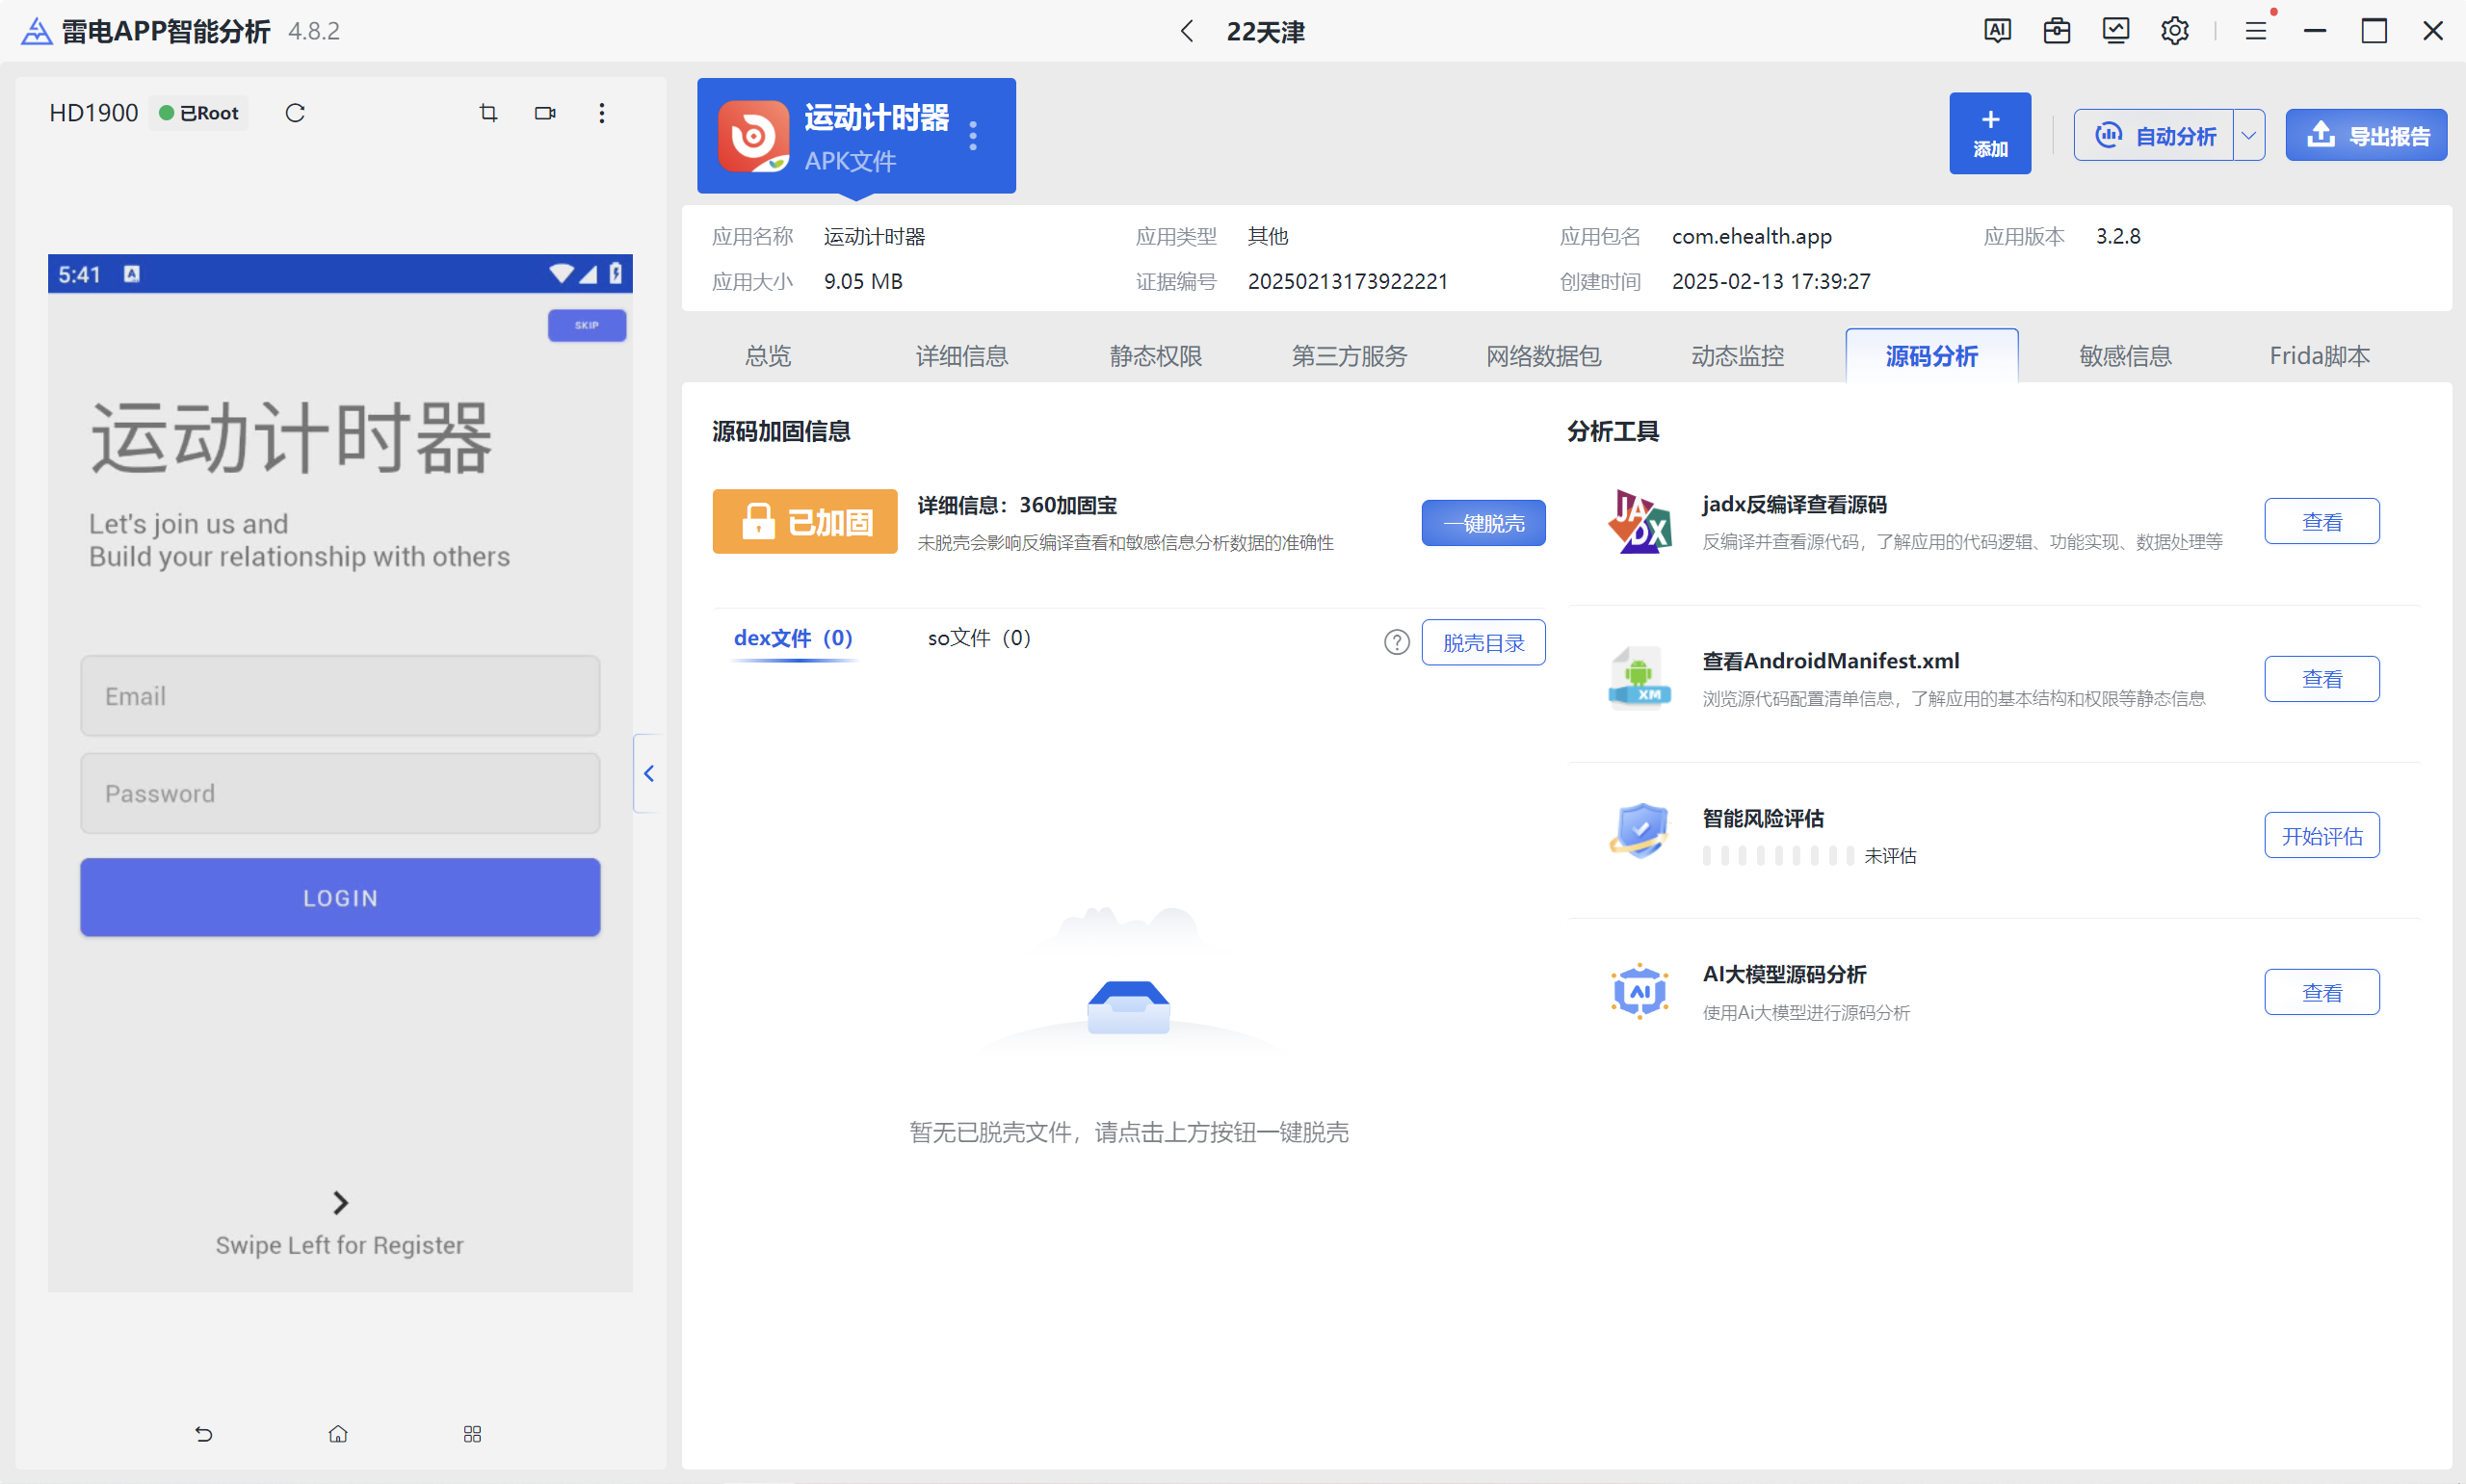 雷电APP智能分析 4.8.2
22天津
AI
HD1900 已Root
5:41 A
SKIP
运动计时器
Let's join us and
Build your relationship with others
Email
Password
LOGIN
Swipe Left for Register
运动计时器
APK文件
+
添加
自动分析
导出报告
应用名称 运动计时器 应用类型 其他 应用包名 com.ehealth.app 应用版本 3.2.8
应用大小 9.05 MB 证据编号 20250213173922221 创建时间 2025-02-13 17:39:27
总览 详细信息 静态权限 第三方服务 网络数据包 动态监控 源码分析 敏感信息 Frida脚本
源码加固信息
已加固
详细信息：360加固宝
未脱壳会影响反编译查看和敏感信息分析数据的准确性
一键脱壳
dex文件（0） so文件（0） ? 脱壳目录
暂无已脱壳文件，请点击上方按钮一键脱壳
分析工具
JADX
jadx反编译查看源码
反编译并查看源代码，了解应用的代码逻辑、功能实现、数据处理等
查看
XM
查看AndroidManifest.xml
浏览源代码配置清单信息，了解应用的基本结构和权限等静态信息
查看
智能风险评估
未评估
开始评估
AI
AI大模型源码分析
使用Ai大模型进行源码分析
查看